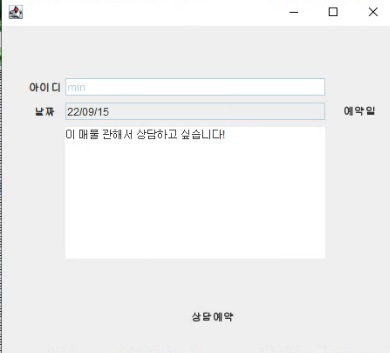 아이디 min
날짜 22/09/15 예약일
이 매물 관해서 상담하고 싶습니다!
상담예약